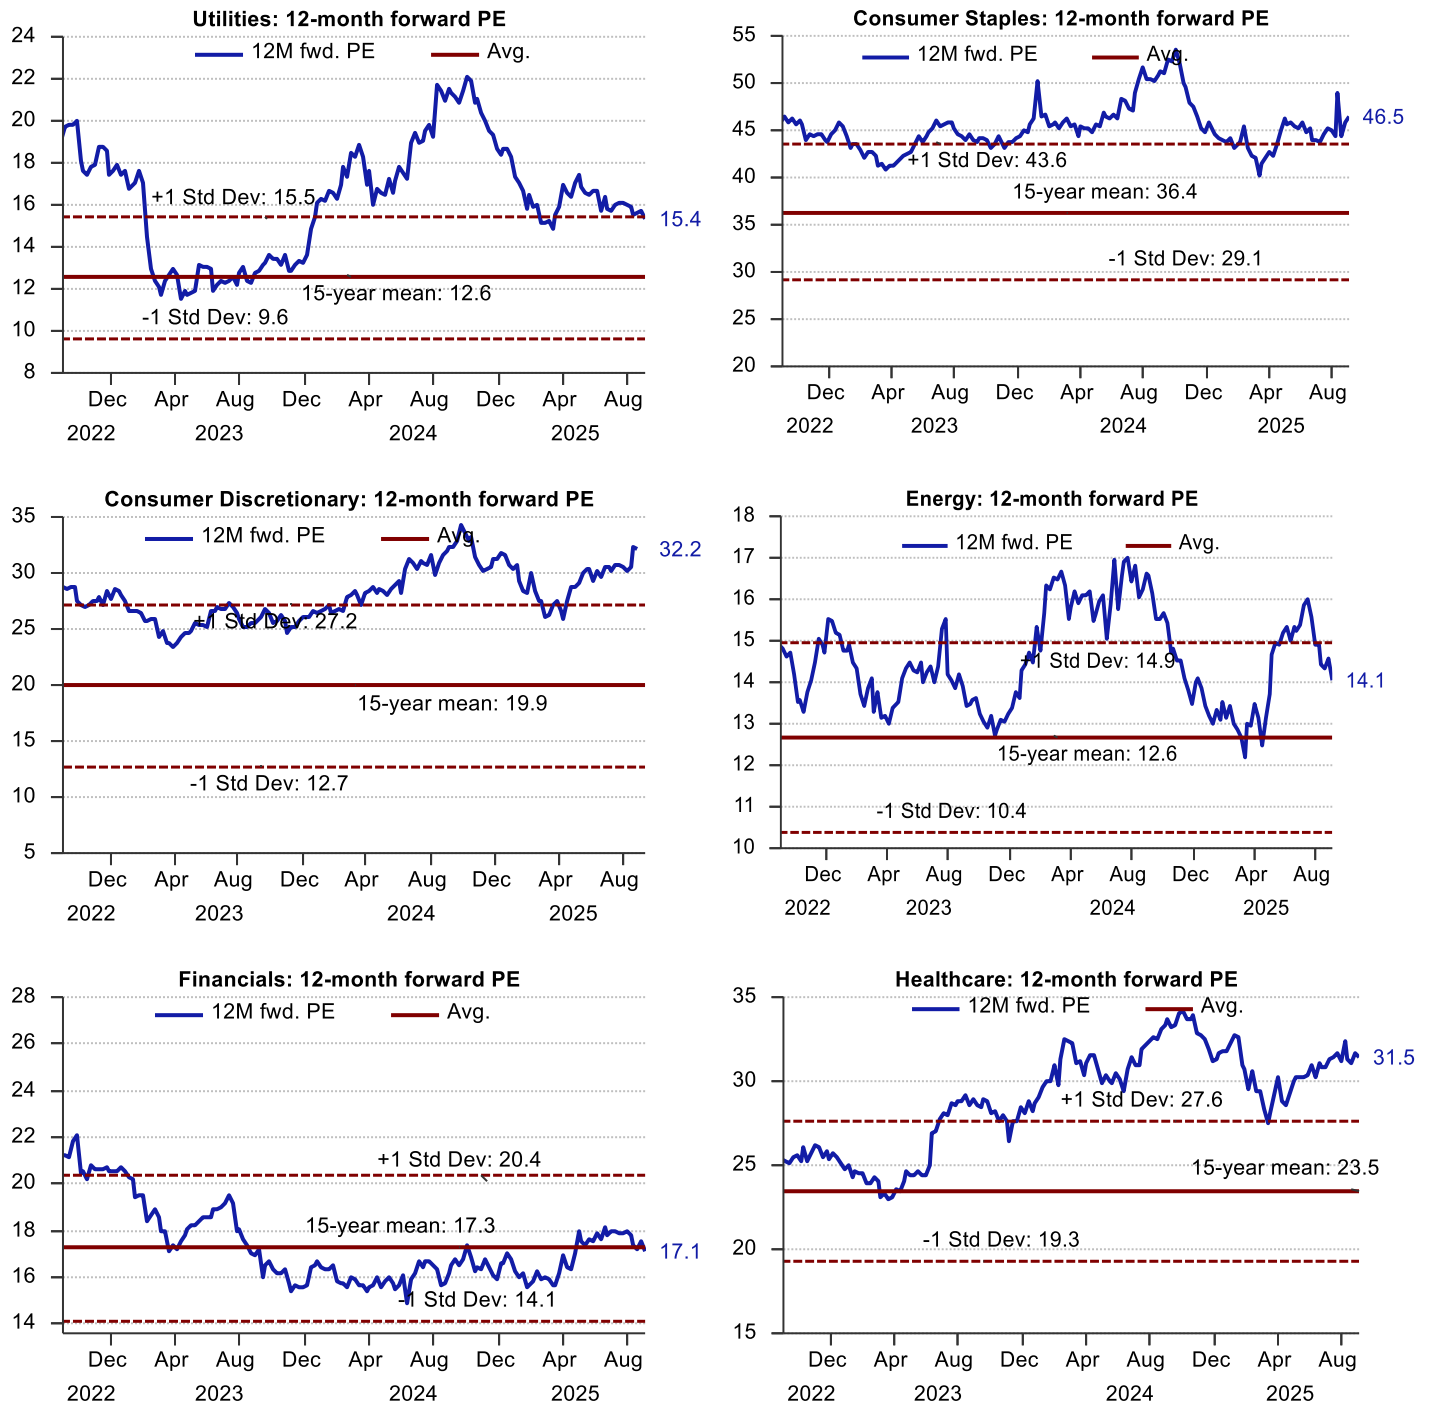 Utilities: 12-month forward PE
12M fwd. PE
Avg.
24
22
20
18
16
14
12
10
8
+1 Std Dev: 15.5
15.4
15-year mean: 12.6
-1 Std Dev: 9.6
Dec Apr Aug Dec Apr Aug Dec Apr Aug
2022 2023 2024 2025
Consumer Staples: 12-month forward PE
12M fwd. PE
Avg.
55
50
45
40
35
30
25
20
46.5
+1 Std Dev: 43.6
15-year mean: 36.4
-1 Std Dev: 29.1
Dec Apr Aug Dec Apr Aug Dec Apr Aug
2022 2023 2024 2025
Consumer Discretionary: 12-month forward PE
12M fwd. PE
Avg.
35
30
25
20
15
10
5
32.2
+1 Std Dev: 27.2
15-year mean: 19.9
-1 Std Dev: 12.7
Dec Apr Aug Dec Apr Aug Dec Apr Aug
2022 2023 2024 2025
Energy: 12-month forward PE
12M fwd. PE
Avg.
18
17
16
15
14
13
12
11
10
+1 Std Dev: 14.9
14.1
15-year mean: 12.6
-1 Std Dev: 10.4
Dec Apr Aug Dec Apr Aug Dec Apr Aug
2022 2023 2024 2025
Financials: 12-month forward PE
12M fwd. PE
Avg.
28
26
24
22
20
18
16
14
+1 Std Dev: 20.4
15-year mean: 17.3
17.1
-1 Std Dev: 14.1
Dec Apr Aug Dec Apr Aug Dec Apr Aug
2022 2023 2024 2025
Healthcare: 12-month forward PE
12M fwd. PE
Avg.
35
30
25
20
15
31.5
+1 Std Dev: 27.6
15-year mean: 23.5
-1 Std Dev: 19.3
Dec Apr Aug Dec Apr Aug Dec Apr Aug
2022 2023 2024 2025